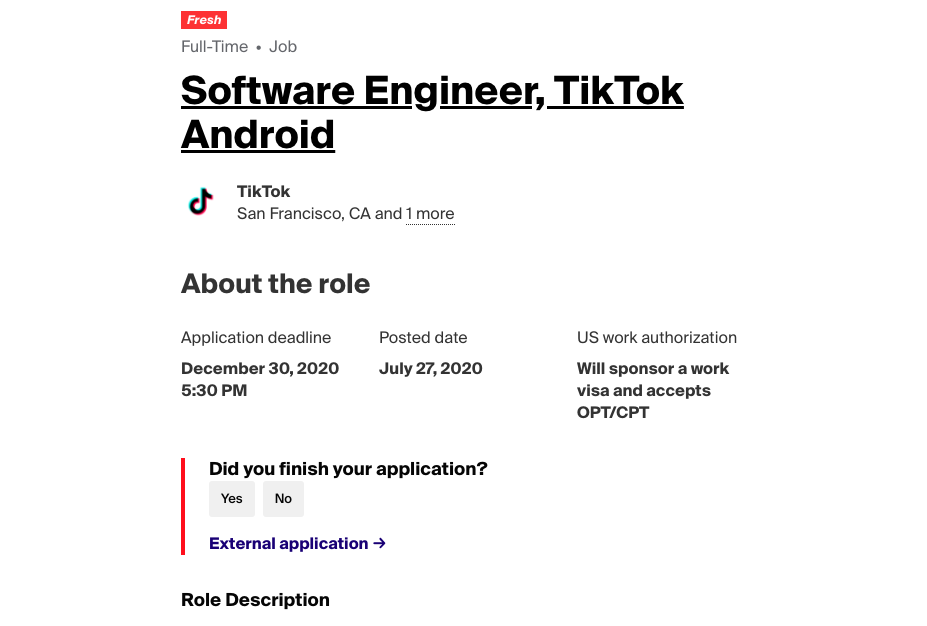 Fresh
Full-Time • Job
Software Engineer, TikTok
Android
TikTok
San Francisco, CA and 1 more
About the role
Application deadline
December 30, 2020
5:30 PM
Posted date
July 27, 2020
US work authorization
Will sponsor a work
visa and accepts
OPT/CPT
Did you finish your application?
Yes
No
External application →
Role Description